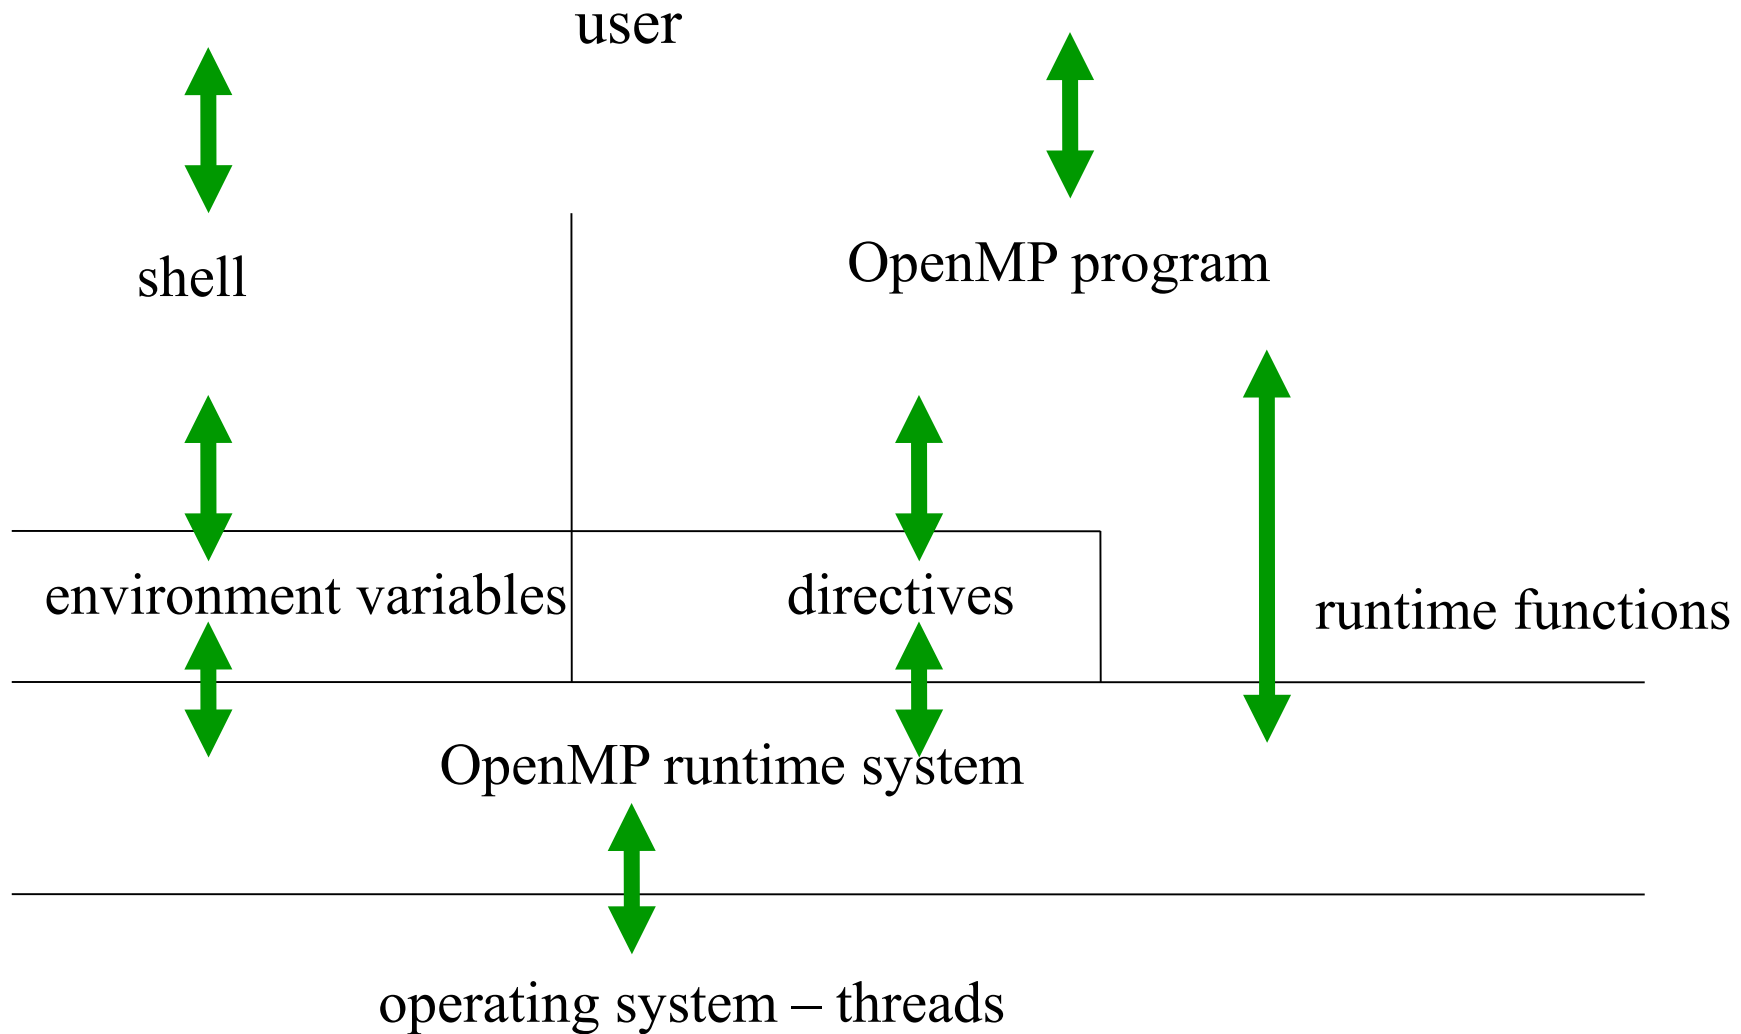 user
shell
OpenMP program
environment variables
directives
runtime functions
OpenMP runtime system
operating system – threads